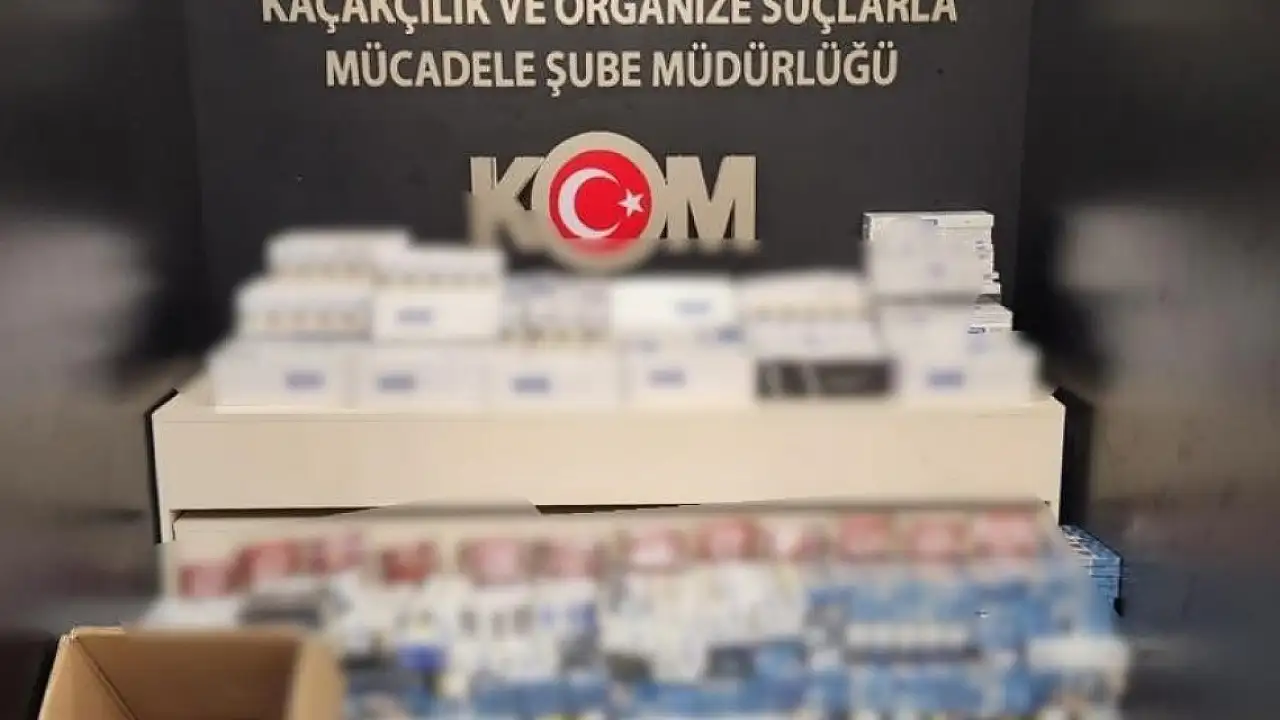 KAÇAKÇILIK VE ORGANİZE SUÇLARLA
MÜCADELE ŞUBE MÜDÜRLÜĞÜ
KOM